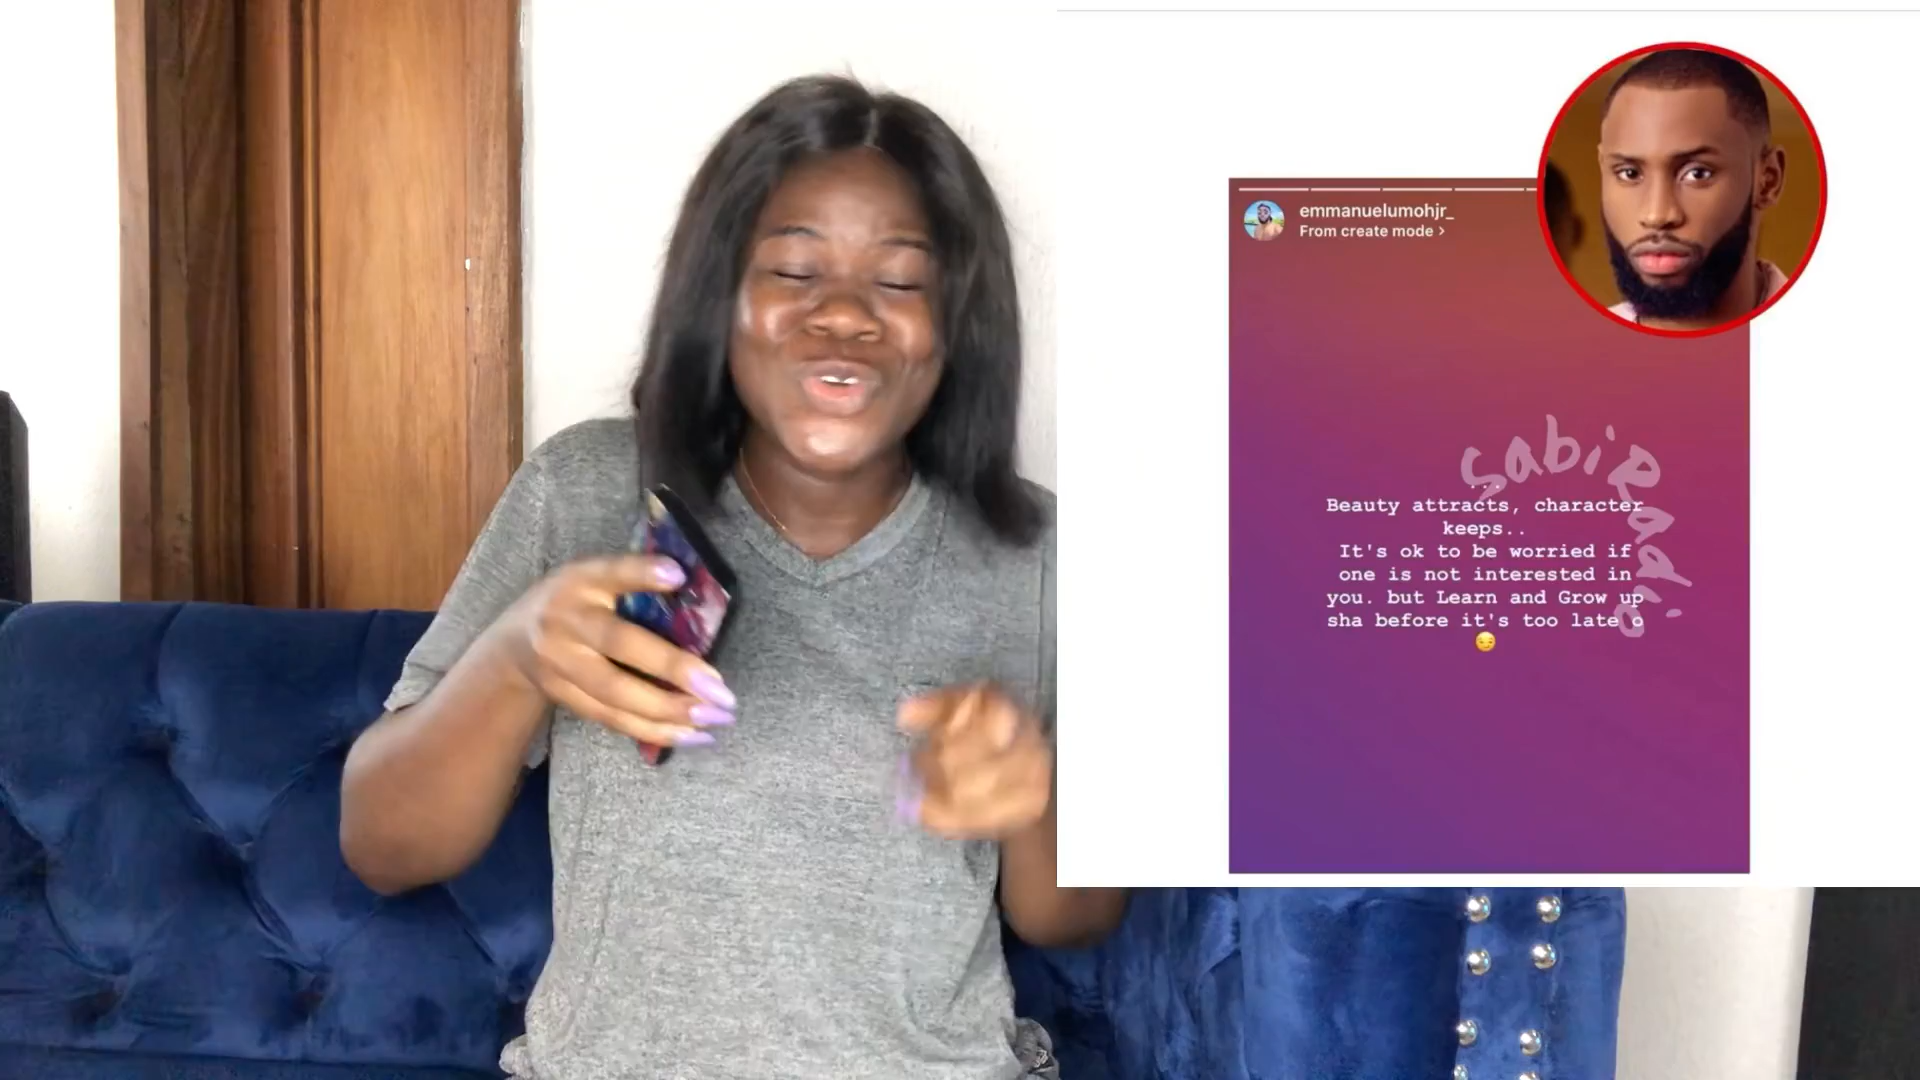 emmanuelumohjr_
From create mode >
SabiRadio
...
Beauty attracts, character
keeps..
It's ok to be worried if
one is not interested in
you. but Learn and Grow up
sha before it's too late o
😏